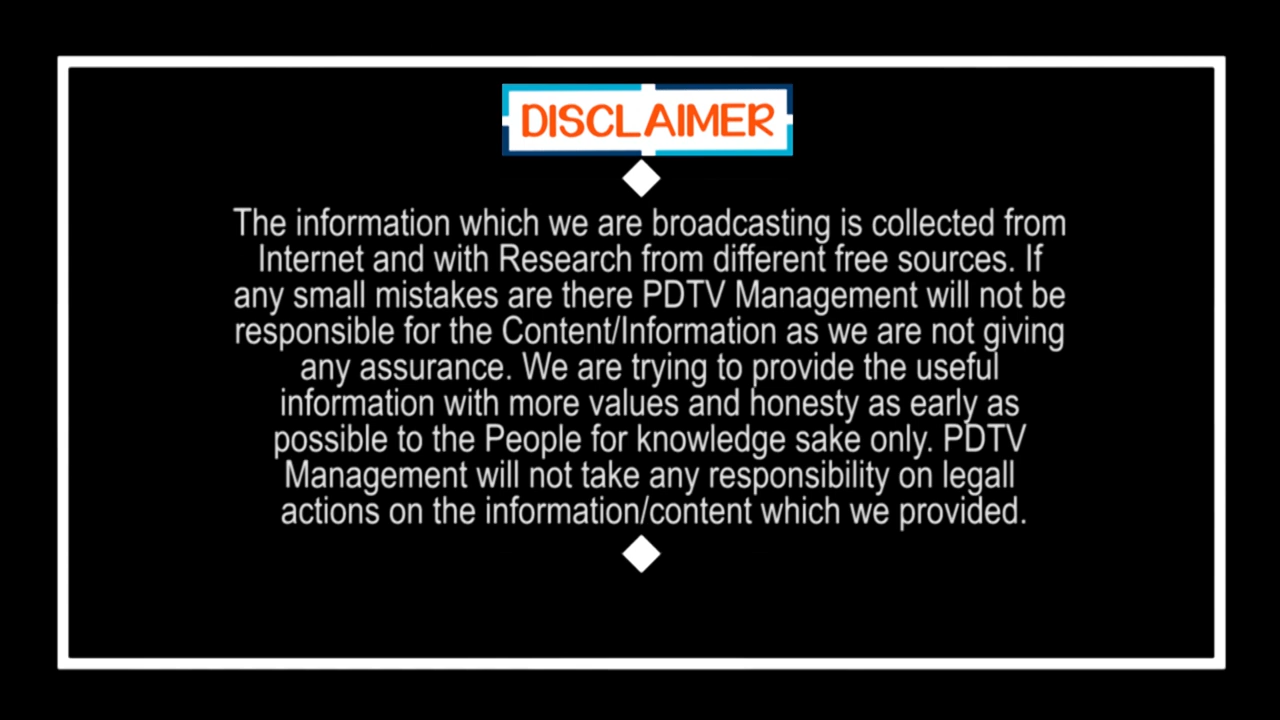 DISCLAIMER
The information which we are broadcasting is collected from
Internet and with Research from different free sources. If
any small mistakes are there PDTV Management will not be
responsible for the Content/Information as we are not giving
any assurance. We are trying to provide the useful
information with more values and honesty as early as
possible to the People for knowledge sake only. PDTV
Management will not take any responsibility on legall
actions on the information/content which we provided.